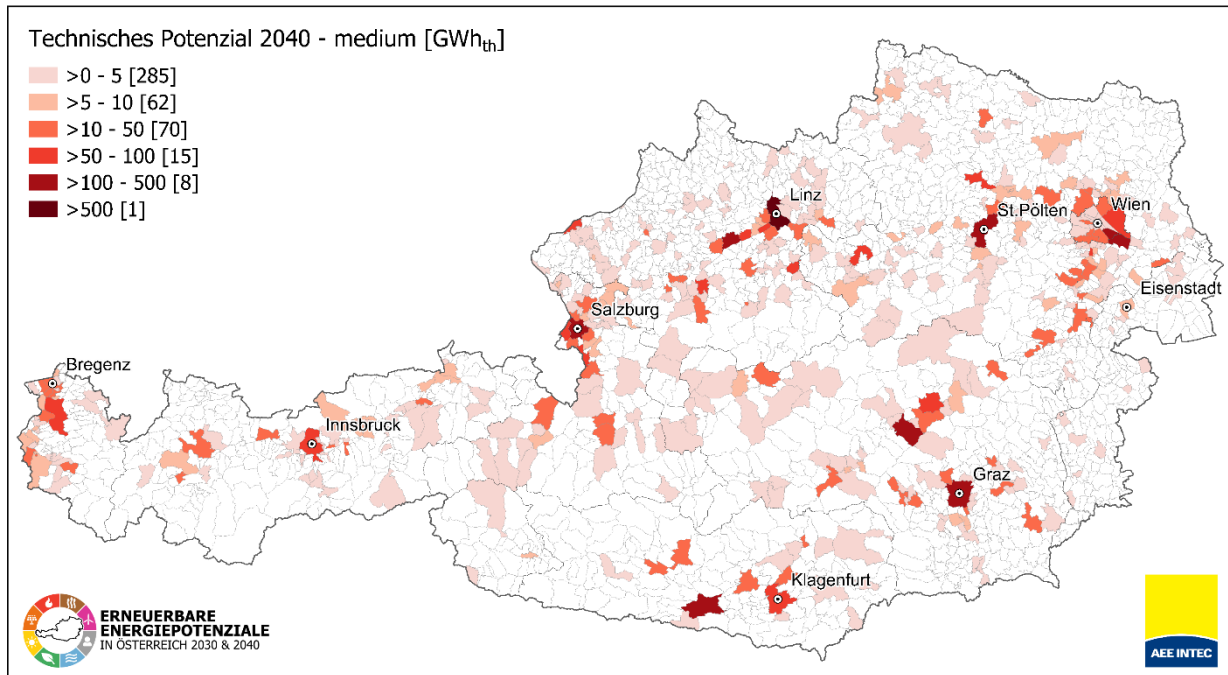 Technisches Potenzial 2040 - medium [GWhth]
>0 - 5 [285]
>5 - 10 [62]
>10 - 50 [70]
>50 - 100 [15]
>100 - 500 [8]
>500 [1]
Linz
St.Pölten
Wien
Eisenstadt
Salzburg
Bregenz
Innsbruck
Graz
Klagenfurt
ERNEUERBARE
ENERGIEPOTENZIALE
IN ÖSTERREICH 2030 & 2040
AEE INTEC